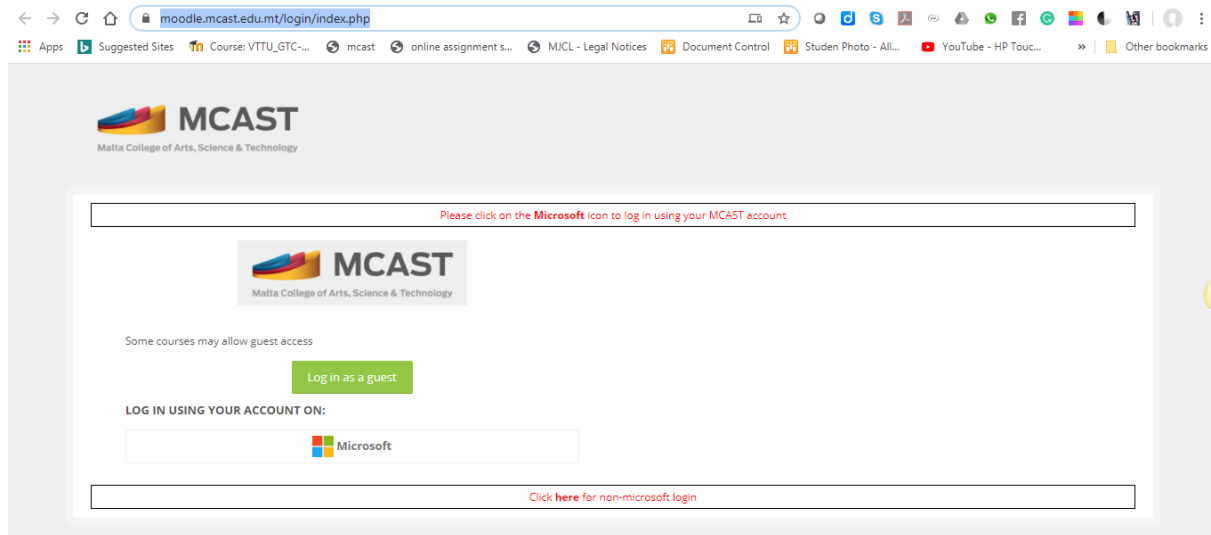 moodle.mcast.edu.mt/login/index.php
Apps Suggested Sites Course: VTTU_GTC-... mcast online assignment s... MJCL - Legal Notices Document Control Studen Photo - All... YouTube - HP Touc... » Other bookmarks
MCAST
Malta College of Arts, Science & Technology
Please click on the Microsoft icon to log in using your MCAST account
MCAST
Malta College of Arts, Science & Technology
Some courses may allow guest access
Log in as a guest
LOG IN USING YOUR ACCOUNT ON:
Microsoft
Click here for non-microsoft login